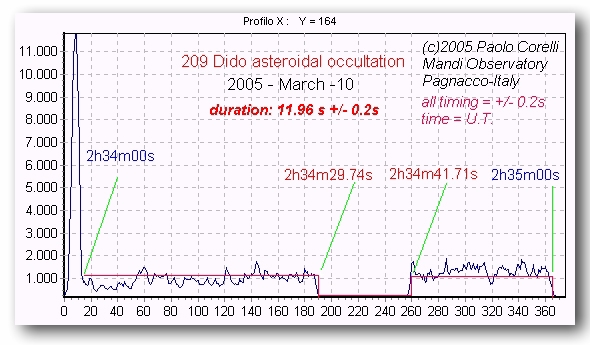 Profilo X : Y = 164
209 Dido asteroidal occultation
2005 - March -10
duration: 11.96 s +/- 0.2s
(c)2005 Paolo Corelli
Mandi Observatory
Pagnacco-Italy
all timing = +/- 0.2s
time = U.T.
2h34m00s
2h34m29.74s
2h34m41.71s
2h35m00s
11.000
10.000
9.000
8.000
7.000
6.000
5.000
4.000
3.000
2.000
1.000
0 20 40 60 80 100 120 140 160 180 200 220 240 260 280 300 320 340 360